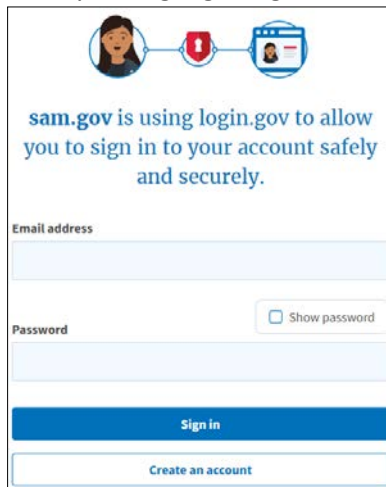 sam.gov is using login.gov to allow
you to sign in to your account safely
and securely.
Email address
Show password
Password
Sign in
Create an account